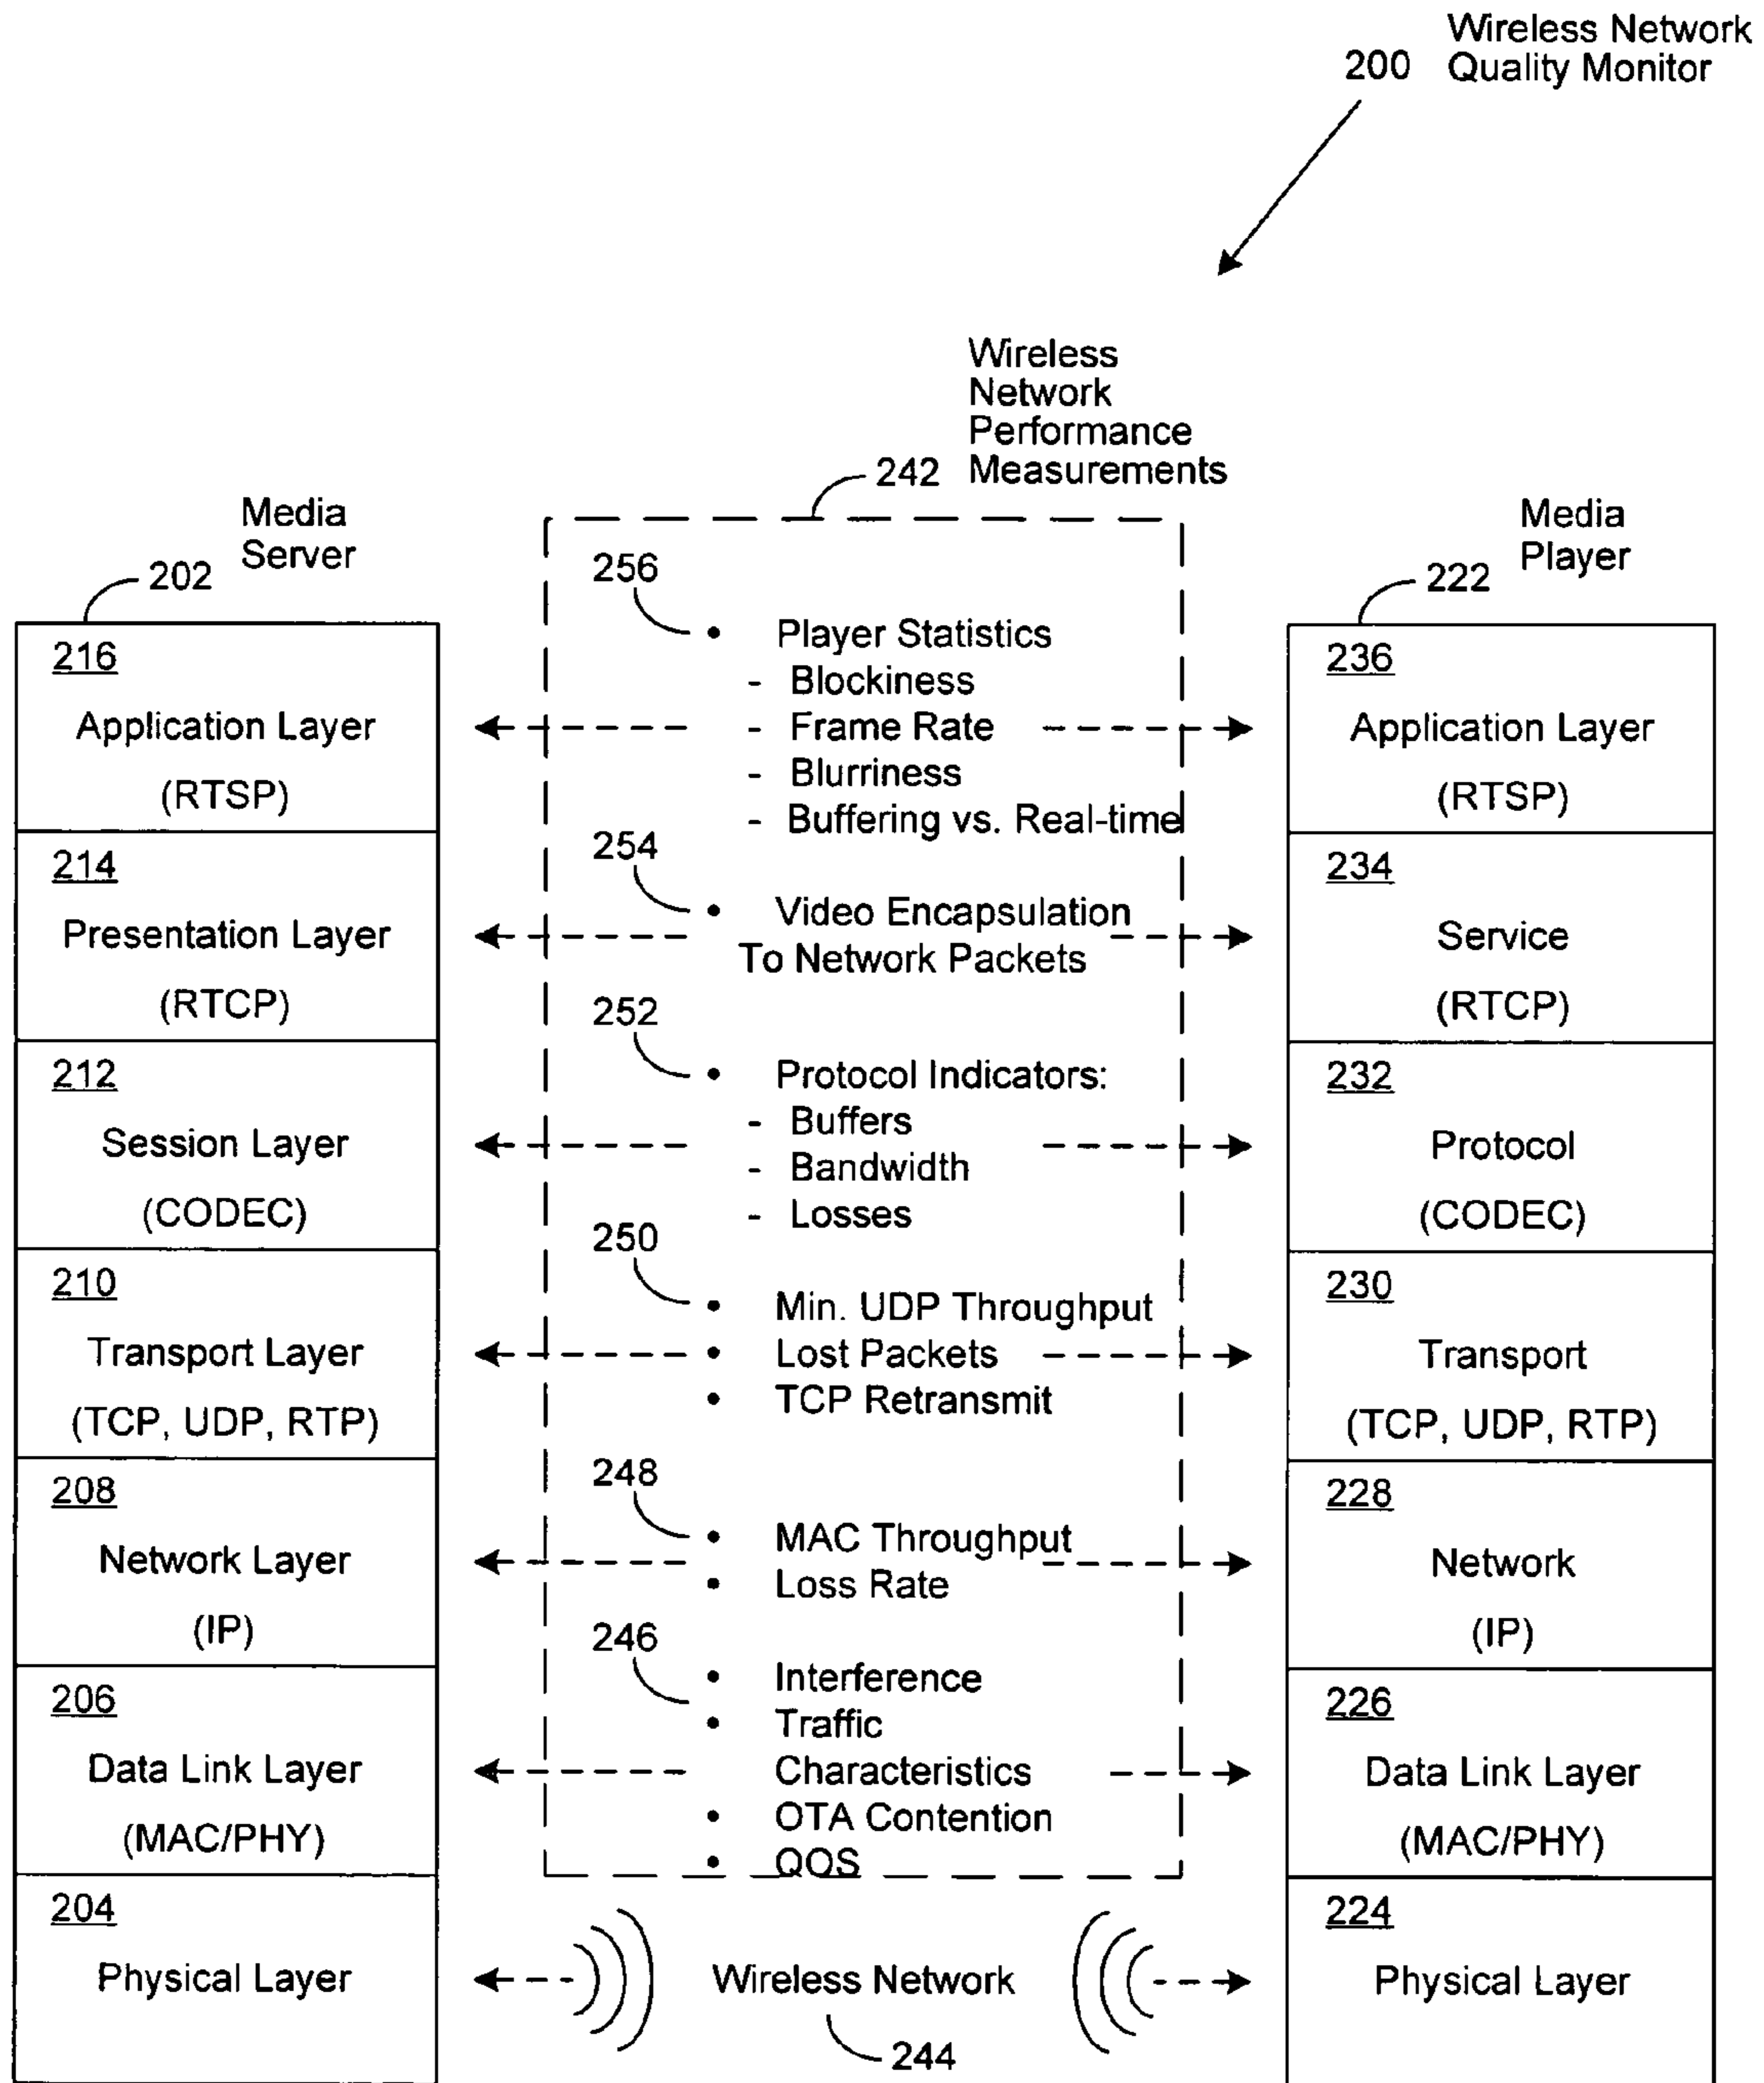 Wireless Network
200 Quality Monitor
Wireless
Network
Performance
242 Measurements
Media
Server
202
Media
Player
222
216
Application Layer
(RTSP)
214
Presentation Layer
(RTCP)
212
Session Layer
(CODEC)
210
Transport Layer
(TCP, UDP, RTP)
208
Network Layer
(IP)
206
Data Link Layer
(MAC/PHY)
204
Physical Layer
256
• Player Statistics
- Blockiness
- Frame Rate
- Blurriness
- Buffering vs. Real-time
254
• Video Encapsulation
To Network Packets
252
• Protocol Indicators:
- Buffers
- Bandwidth
- Losses
250
• Min. UDP Throughput
• Lost Packets
• TCP Retransmit
248
• MAC Throughput
• Loss Rate
246
• Interference
• Traffic
Characteristics
• OTA Contention
• QOS
Wireless Network
244
236
Application Layer
(RTSP)
234
Service
(RTCP)
232
Protocol
(CODEC)
230
Transport
(TCP, UDP, RTP)
228
Network
(IP)
226
Data Link Layer
(MAC/PHY)
224
Physical Layer